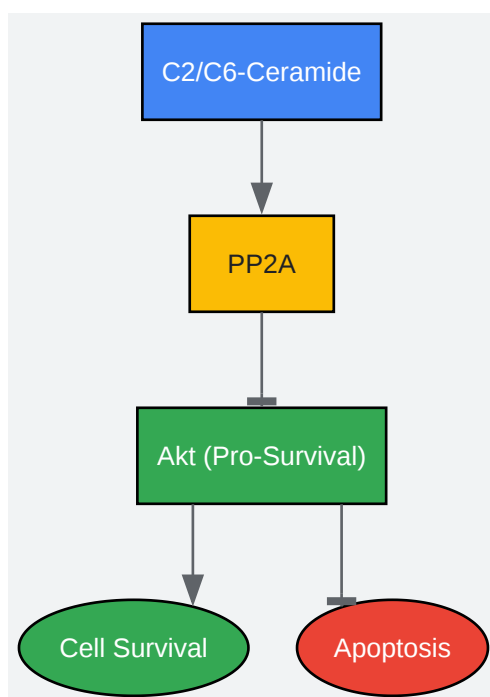 C2/C6-Ceramide
PP2A
Akt (Pro-Survival)
Cell Survival
Apoptosis